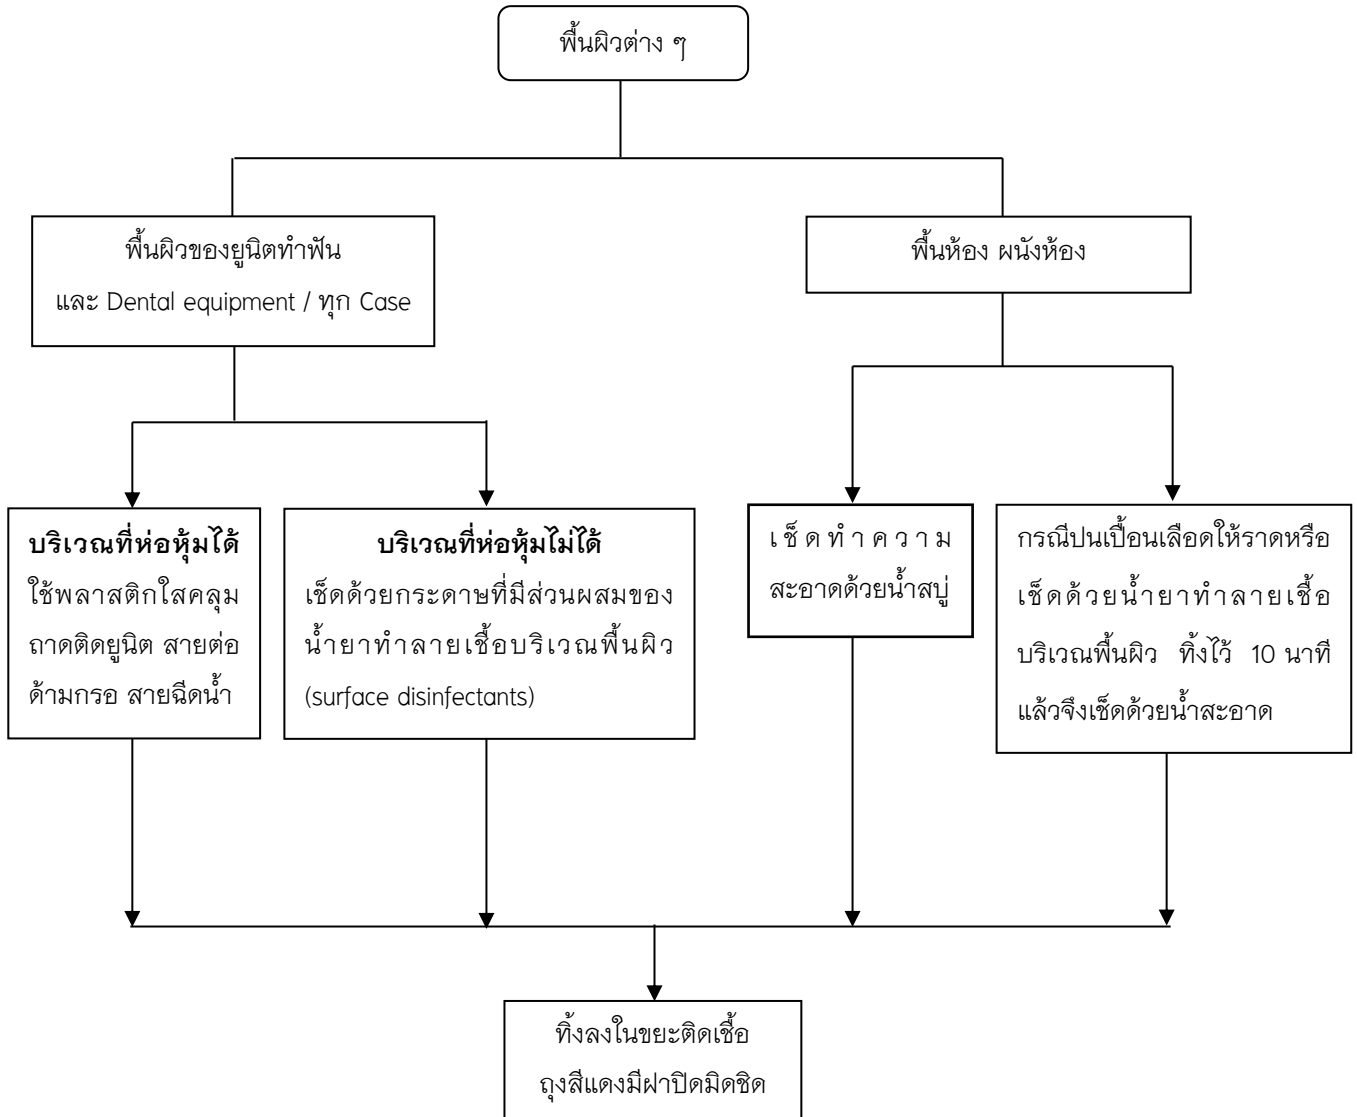 พื้นผิวต่าง ๆ
พื้นผิวของยูนิตทำฟัน
และ Dental equipment / ทุก Case
พื้นห้อง ผนังห้อง
บริเวณที่ห่อหุ้มได้
ใช้พลาสติกใสคลุม
ถาดติดยูนิต สายต่อ
ด้ามกรอ สายฉีดน้ำ
บริเวณที่ห่อหุ้มไม่ได้
เช็ดด้วยกระดาษที่มีส่วนผสมของ
น้ำยาทำลายเชื้อบริเวณพื้นผิว
(surface disinfectants)
เช็ดทำความ
สะอาดด้วยน้ำสบู่
กรณีปนเปื้อนเลือดให้ราดหรือ
เช็ดด้วยน้ำยาทำลายเชื้อ
บริเวณพื้นผิว ทิ้งไว้ 10 นาที
แล้วจึงเช็ดด้วยน้ำสะอาด
ทิ้งลงในขยะติดเชื้อ
ถุงสีแดงมีฝาปิดมิดชิด